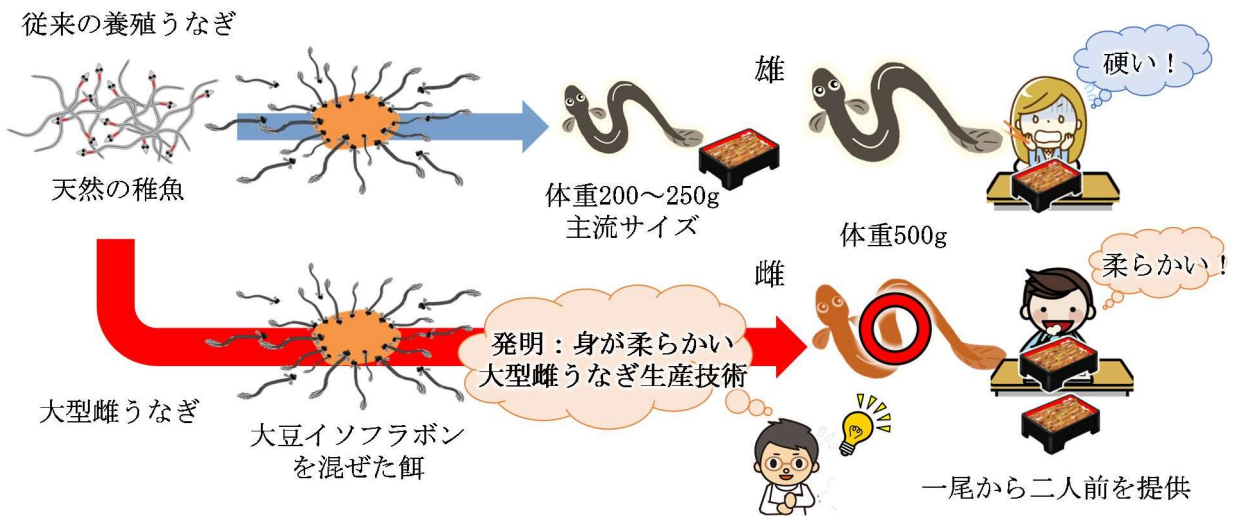 従来の養殖うなぎ
天然の稚魚
体重200～250g
主流サイズ
雄
体重500g
硬い！
大型雌うなぎ
大豆イソフラボン
を混ぜた餌
発明：身が柔らかい
大型雌うなぎ生産技術
雌
柔らかい！
一尾から二人前を提供